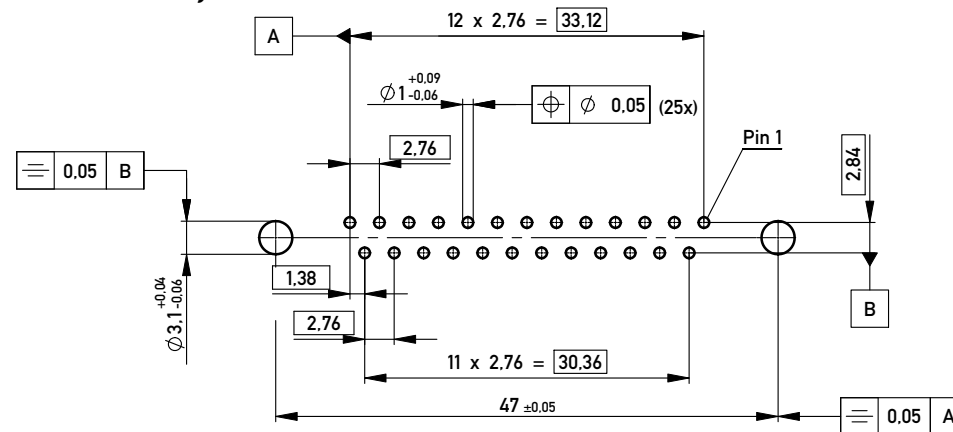 12 x 2,76 = 33,12
A
⌀1 +0,09 -0,06
⌖ ⌀ 0,05 (25x)
Pin 1
2,76
2,84
⌯ 0,05 B
1,38
⌀3,1 +0,04 -0,06
2,76
B
11 x 2,76 = 30,36
47 ±0,05
⌯ 0,05 A